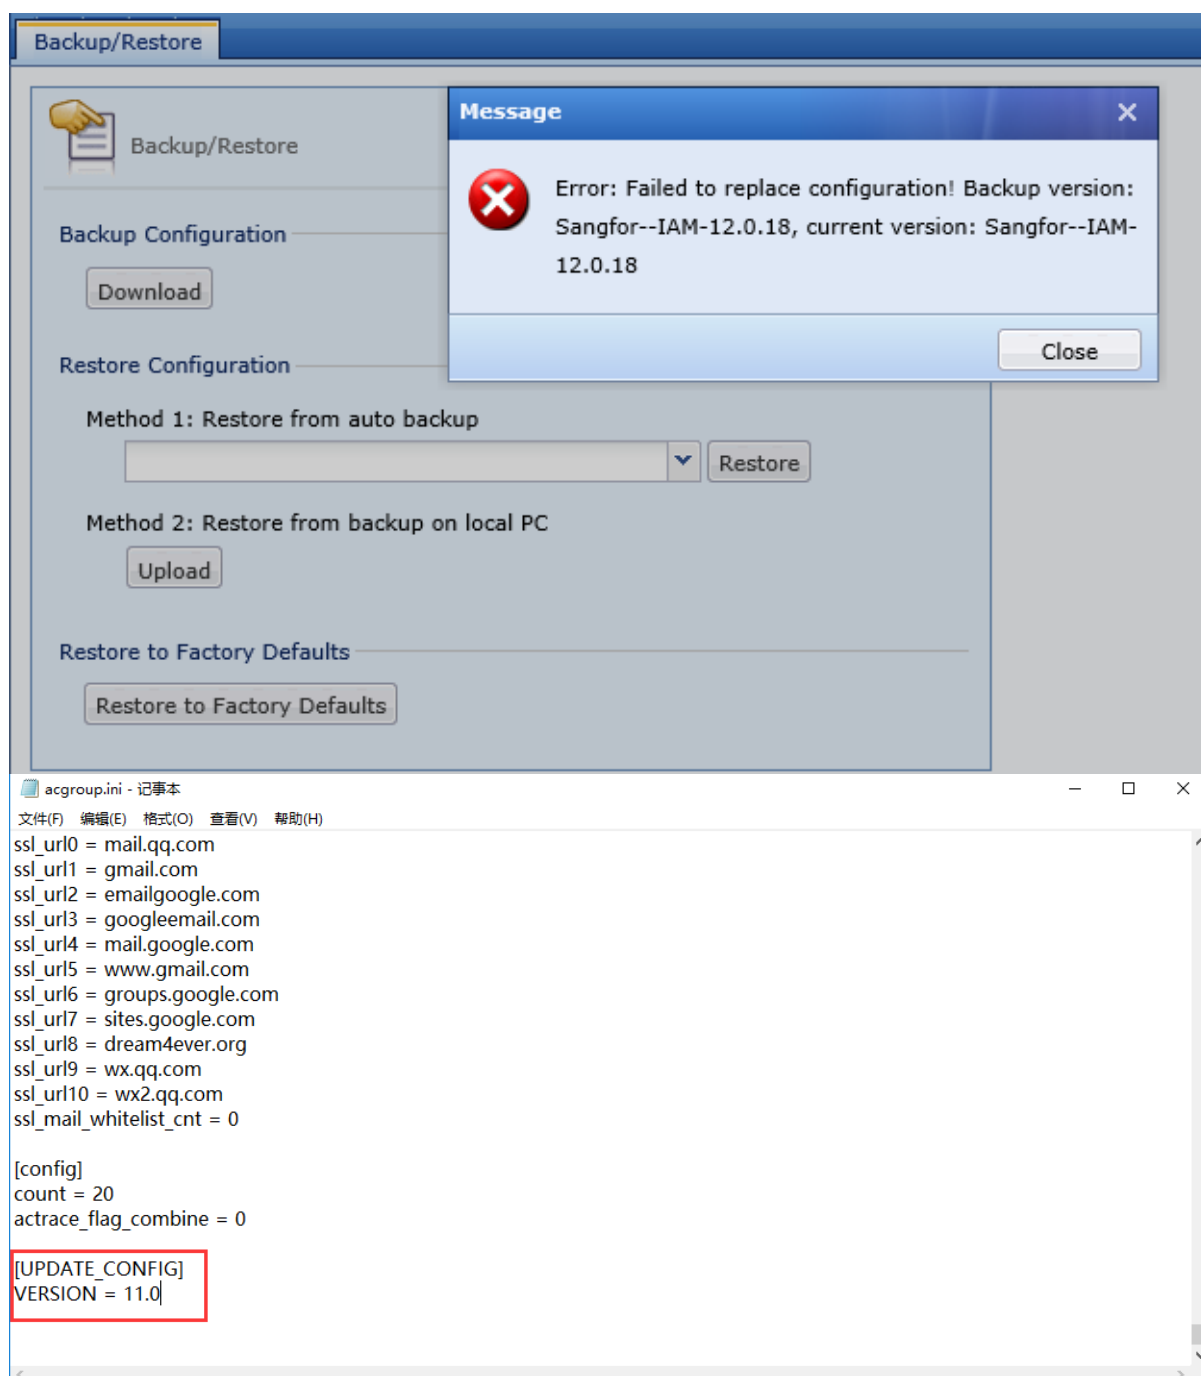 Backup/Restore
Message
Backup/Restore
Error: Failed to replace configuration! Backup version:
Sangfor--IAM-12.0.18, current version: Sangfor--IAM-
12.0.18
Close
Backup Configuration
Download
Restore Configuration
Method 1: Restore from auto backup
Restore
Method 2: Restore from backup on local PC
Upload
Restore to Factory Defaults
Restore to Factory Defaults
acgroup.ini - 记事本
文件(F) 编辑(E) 格式(O) 查看(V) 帮助(H)
ssl_url0 = mail.qq.com
ssl_url1 = gmail.com
ssl_url2 = emailgoogle.com
ssl_url3 = googleemail.com
ssl_url4 = mail.google.com
ssl_url5 = www.gmail.com
ssl_url6 = groups.google.com
ssl_url7 = sites.google.com
ssl_url8 = dream4ever.org
ssl_url9 = wx.qq.com
ssl_url10 = wx2.qq.com
ssl_mail_whitelist_cnt = 0
[config]
count = 20
actrace_flag_combine = 0
[UPDATE_CONFIG]
VERSION = 11.0